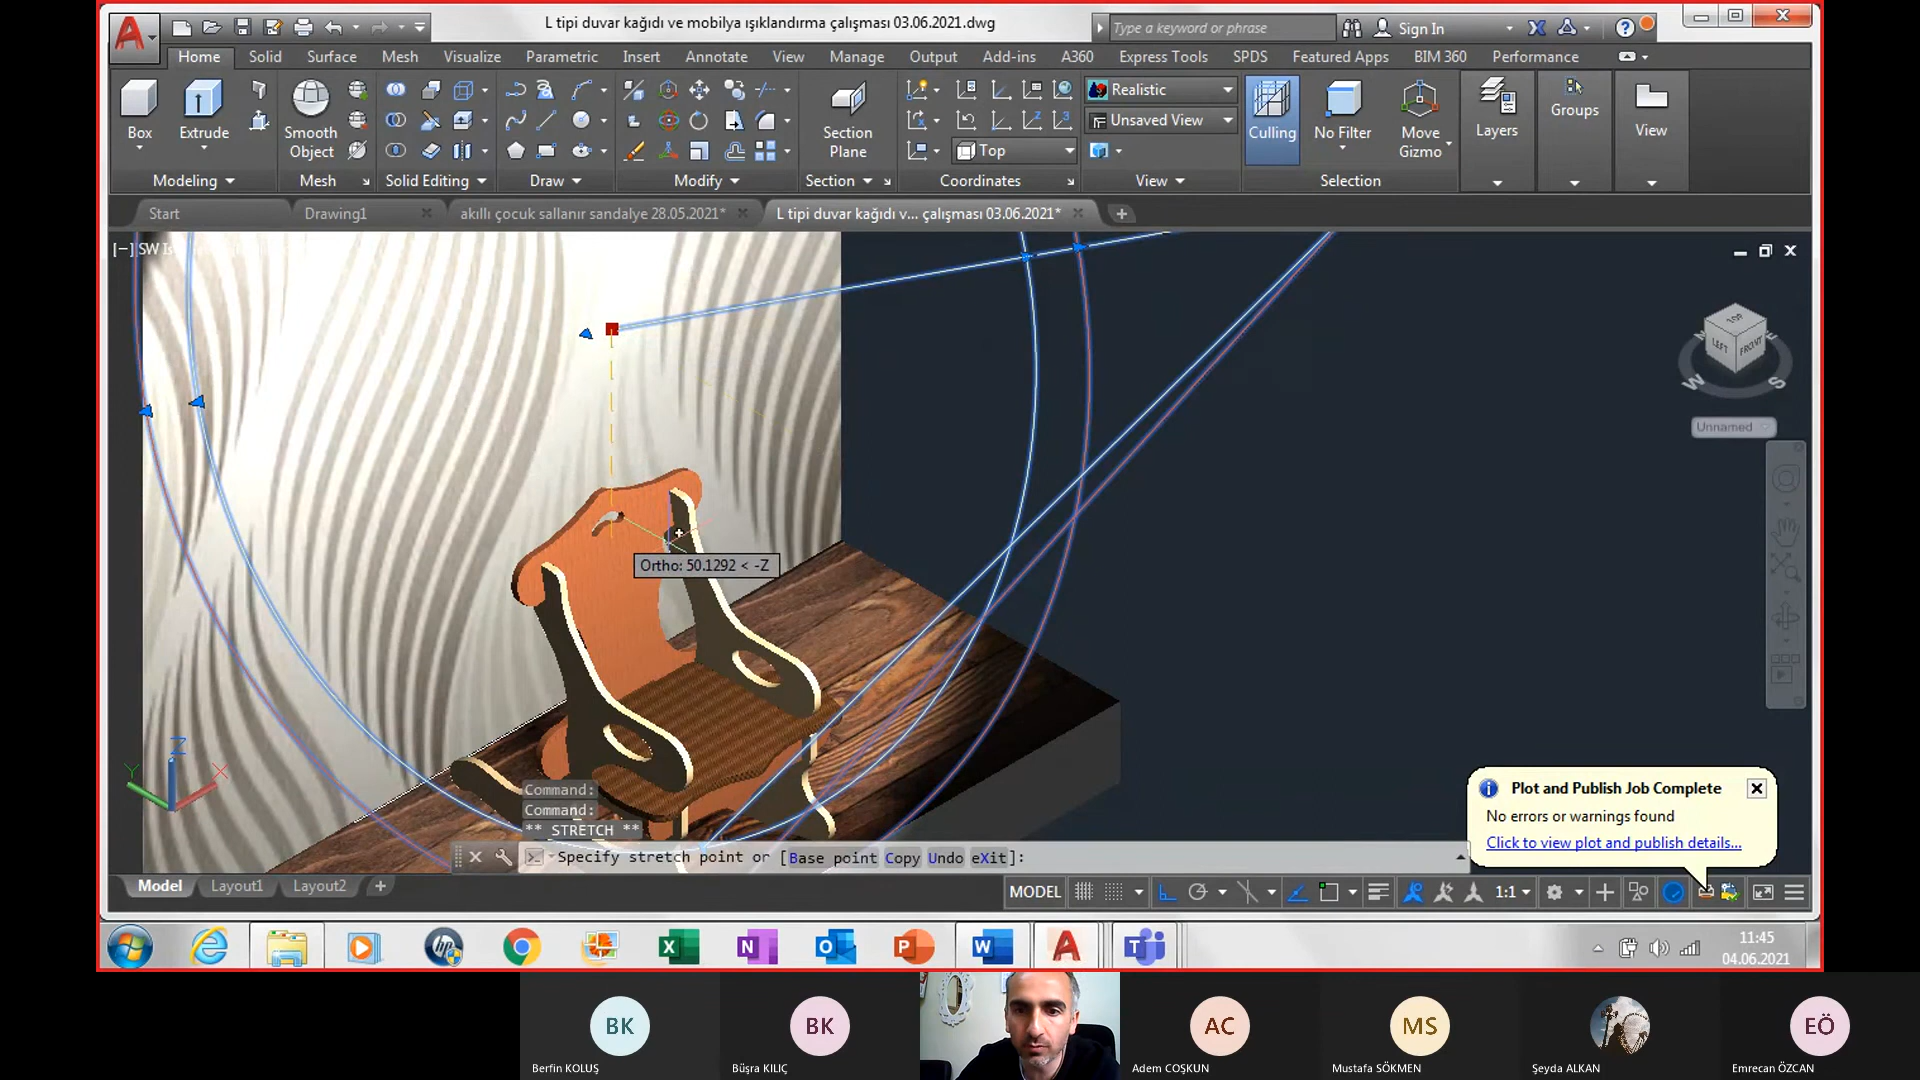 L tipi duvar kağıdı ve mobilya ışıklandırma çalışması 03.06.2021.dwg
Type a keyword or phrase
Sign In
Home Solid Surface Mesh Visualize Parametric Insert Annotate View Manage Output Add-ins A360 Express Tools SPDS Featured Apps BIM 360 Performance
Box
Extrude
Smooth Object
Section Plane
Realistic
Unsaved View
Top
Culling
No Filter
Move Gizmo
Layers
Groups
View
Modeling
Mesh
Solid Editing
Draw
Modify
Section
Coordinates
View
Selection
Start
Drawing1
akıllı çocuk sallanır sandalye 28.05.2021*
L tipi duvar kağıdı v... çalışması 03.06.2021*
[−] SW Is
TOP
LEFT
FRONT
W
S
Unnamed
Ortho: 50.1292 < -Z
Z
Y
X
Command:
Command:
** STRETCH **
Specify stretch point or [Base point Copy Undo eXit]:
Plot and Publish Job Complete
No errors or warnings found
Click to view plot and publish details...
Model Layout1 Layout2
MODEL
1:1
11:45
04.06.2021
BK
Berfin KOLUŞ
BK
Büşra KILIÇ
AC
Adem COŞKUN
MS
Mustafa SÖKMEN
Şeyda ALKAN
EÖ
Emrecan ÖZCAN